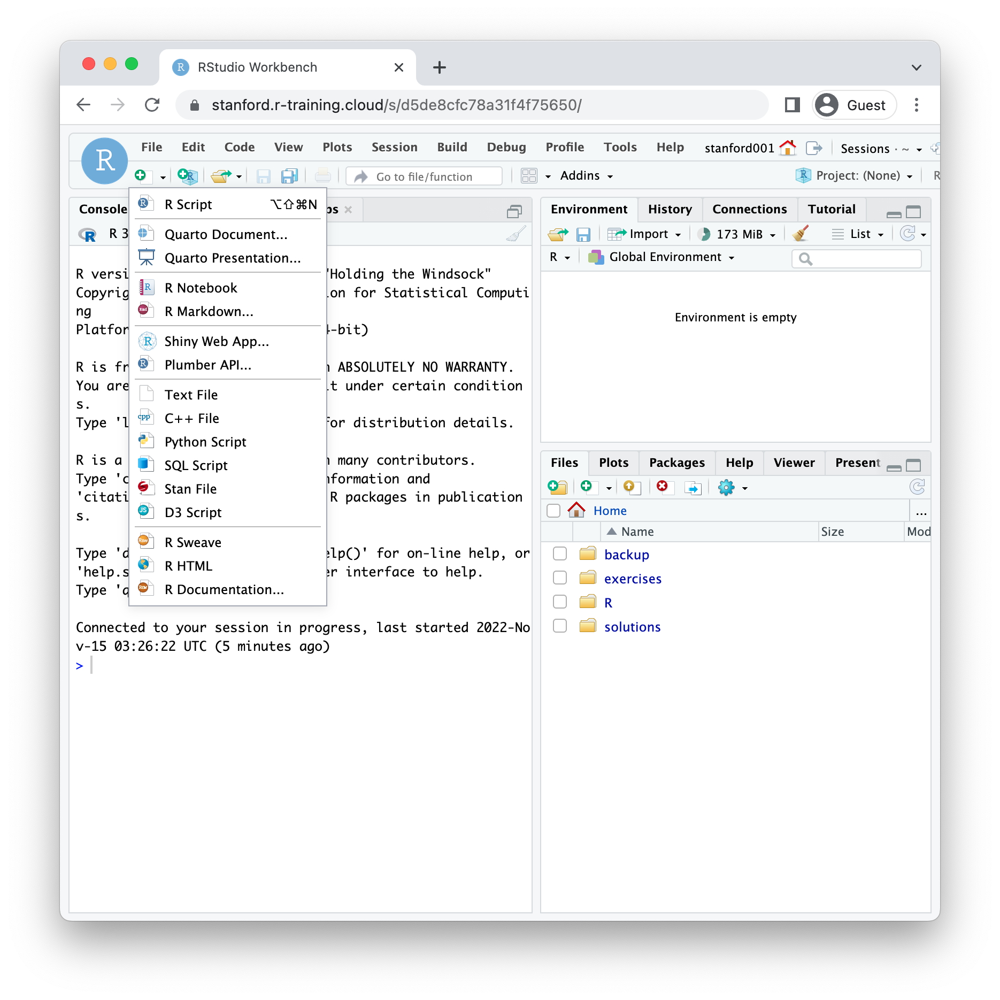 RStudio Workbench
stanford.r-training.cloud/s/d5de8cfc78a31f4f75650/
Guest
R
File Edit Code View Plots Session Build Debug Profile Tools Help stanford001 Sessions · ~
Go to file/function Addins Project: (None) R
Console
R 3
R Script ⌥⇧⌘N
Quarto Document...
Quarto Presentation...
R Notebook
R Markdown...
Shiny Web App...
Plumber API...
Text File
C++ File
Python Script
SQL Script
Stan File
D3 Script
R Sweave
R HTML
R Documentation...
R versi "Holding the Windsock"
Copyrig on for Statistical Computi
ng
Platfor -bit)
R is fr ABSOLUTELY NO WARRANTY.
You are it under certain condition
s.
Type 'l for distribution details.
R is a many contributors.
Type 'c nformation and
'citati R packages in publication
s.
Type 'd elp()' for on-line help, or
'help.s er interface to help.
Type 'q
Connected to your session in progress, last started 2022-No
v-15 03:26:22 UTC (5 minutes ago)
>
Environment History Connections Tutorial
Import 173 MiB List
R Global Environment
Environment is empty
Files Plots Packages Help Viewer Present
Home ...
Name Size Mod
backup
exercises
R
solutions